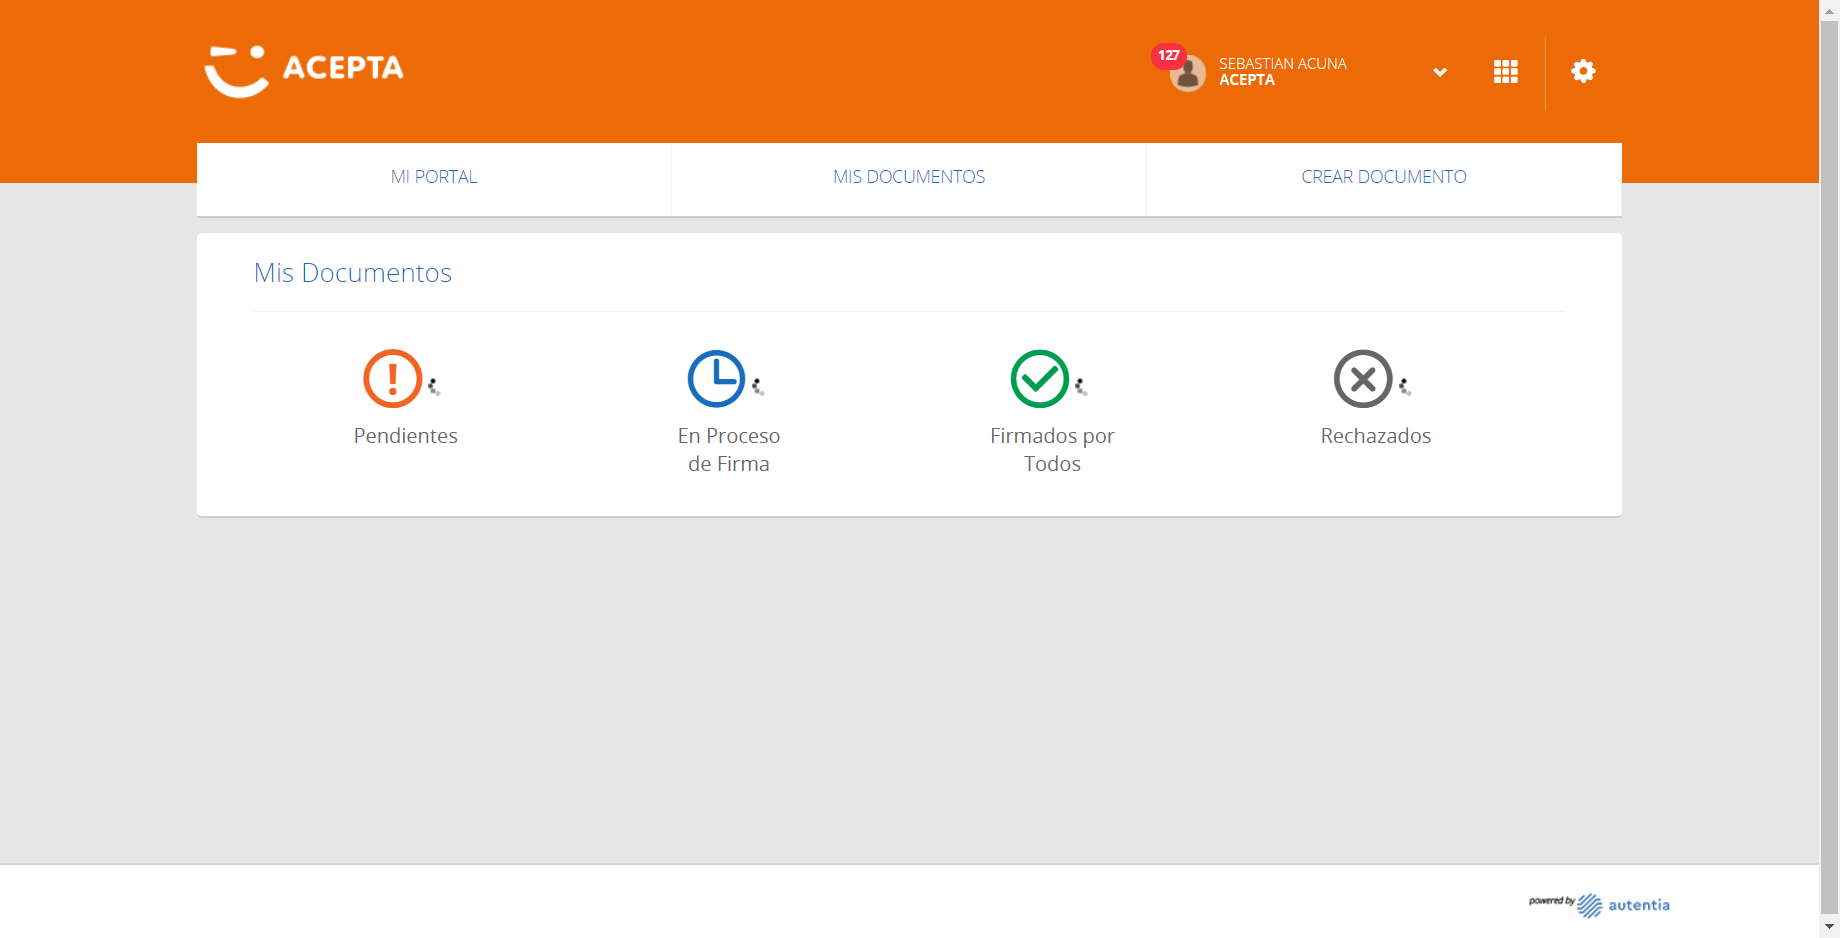 ACEPTA
127
SEBASTIAN ACUNA
ACEPTA
MI PORTAL
MIS DOCUMENTOS
CREAR DOCUMENTO
Mis Documentos
Pendientes
En Proceso
de Firma
Firmados por
Todos
Rechazados
powered by autentia